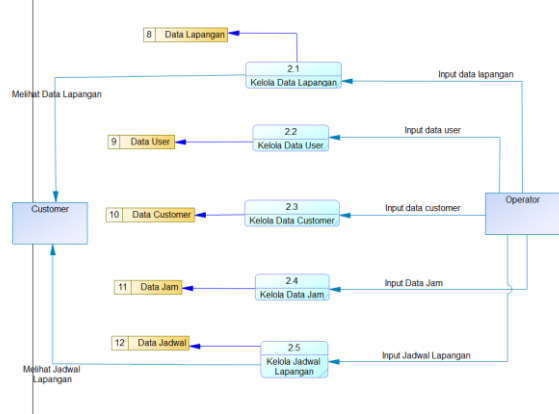 8 Data Lapangan
2.1
Kelola Data Lapangan
Input data lapangan
Melihat Data Lapangan
2.2
Kelola Data User
Input data user
9 Data User
Customer
10 Data Customer
2.3
Kelola Data Customer
Input data customer
Operator
11 Data Jam
2.4
Kelola Data Jam
Input Data Jam
12 Data Jadwal
2.5
Kelola Jadwal
Lapangan
Input Jadwal Lapangan
Melihat Jadwal
Lapangan